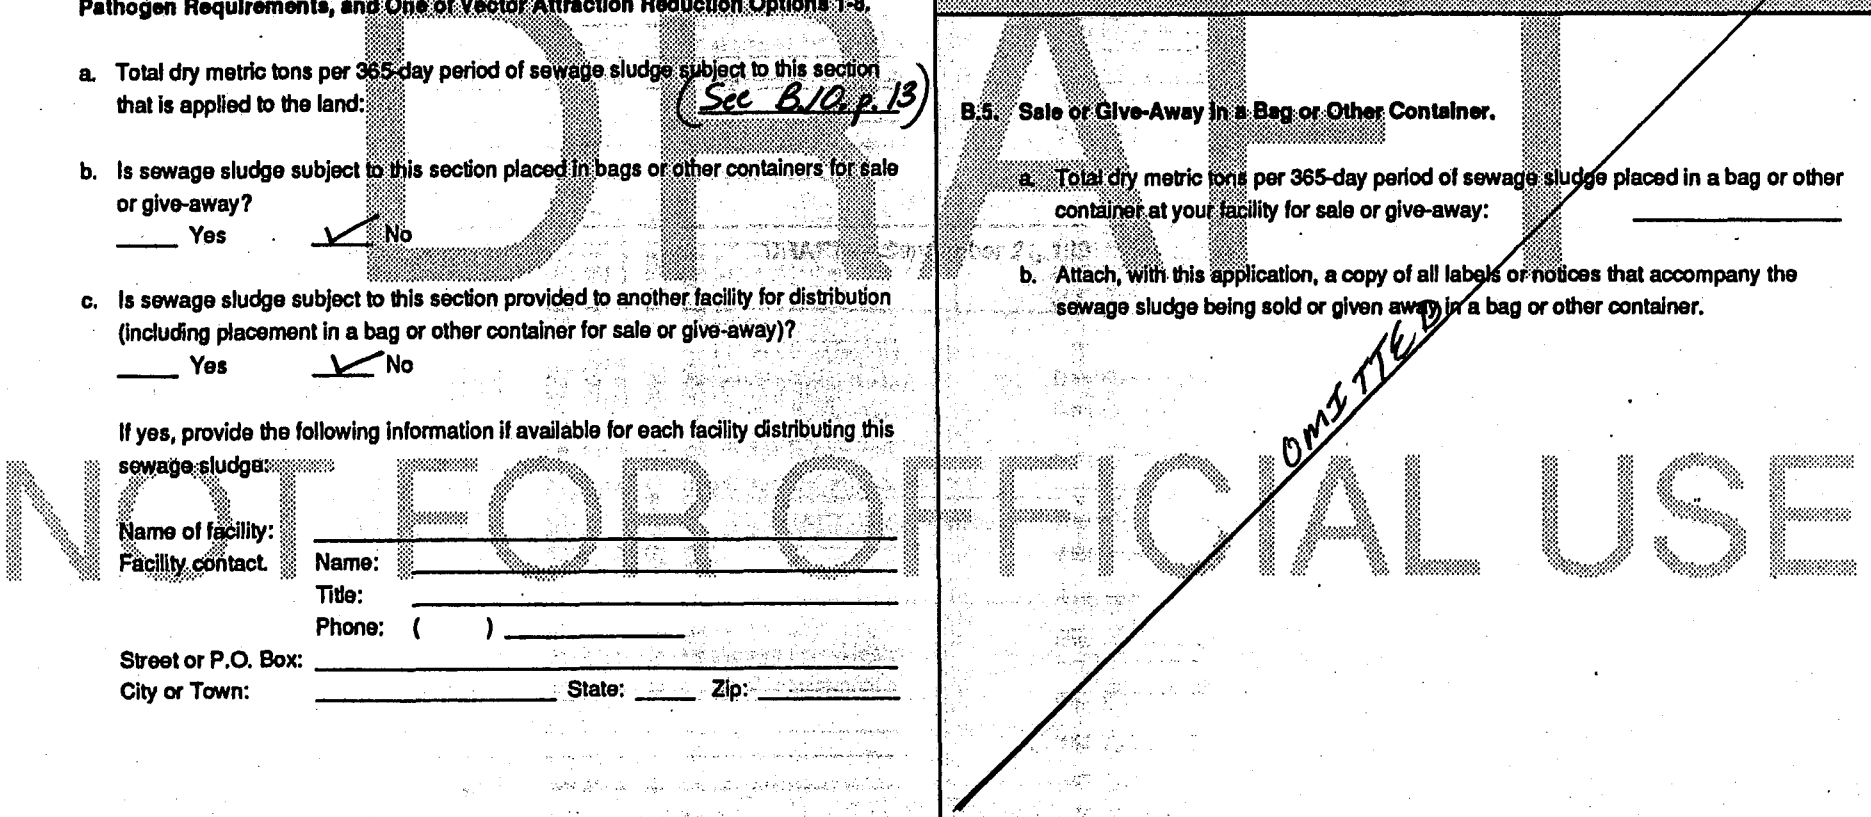 Pathogen Requirements, and One of Vector Attraction Reduction Options 1-8.
a. Total dry metric tons per 365-day period of sewage sludge subject to this section
that is applied to the land: (See B.10, p. 13)
b. Is sewage sludge subject to this section placed in bags or other containers for sale
or give-away?
Yes ✓ No
c. Is sewage sludge subject to this section provided to another facility for distribution
(including placement in a bag or other container for sale or give-away)?
Yes ✓ No
If yes, provide the following information if available for each facility distributing this
sewage sludge:
Name of facility:
Facility contact. Name:
Title:
Phone: ( )
Street or P.O. Box:
City or Town: State: Zip:
B.5. Sale or Give-Away in a Bag or Other Container.
a. Total dry metric tons per 365-day period of sewage sludge placed in a bag or other
container at your facility for sale or give-away:
b. Attach, with this application, a copy of all labels or notices that accompany the
sewage sludge being sold or given away in a bag or other container.
OMITTED
DRAFT
NOT FOR OFFICIAL USE